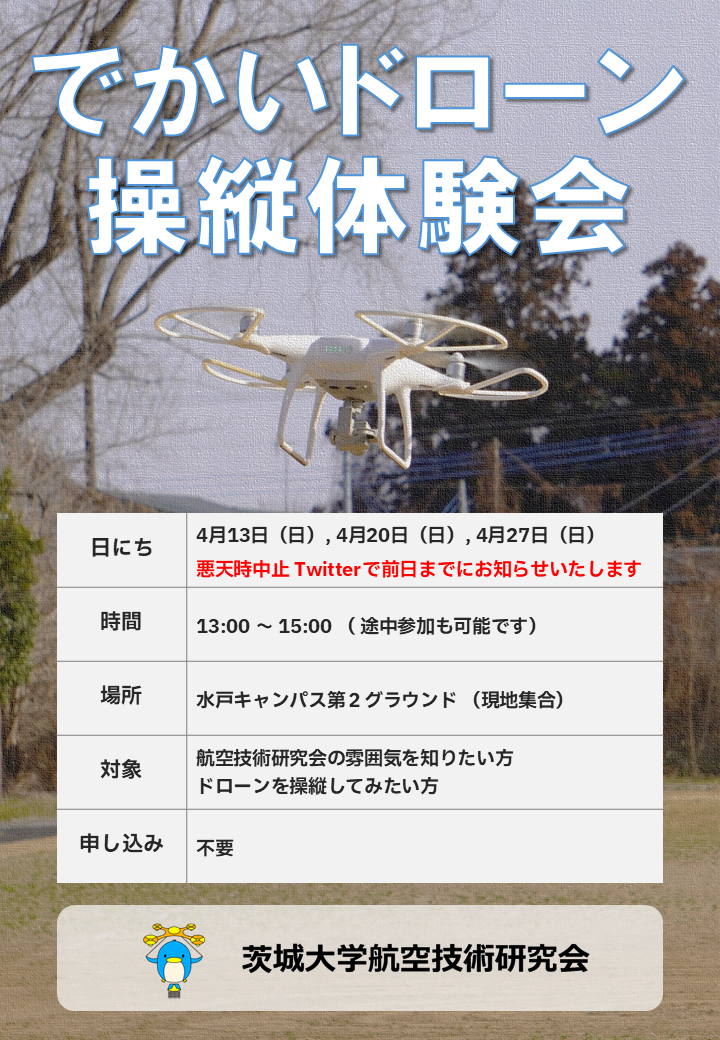 でかいドローン
操縦体験会
日にち
4月13日（日）, 4月20日（日）, 4月27日（日）
悪天時中止 Twitterで前日までにお知らせいたします
時間
13:00 ～ 15:00 （ 途中参加も可能です）
場所
水戸キャンパス第２グラウンド （現地集合）
対象
航空技術研究会の雰囲気を知りたい方
ドローンを操縦してみたい方
申し込み
不要
茨城大学航空技術研究会